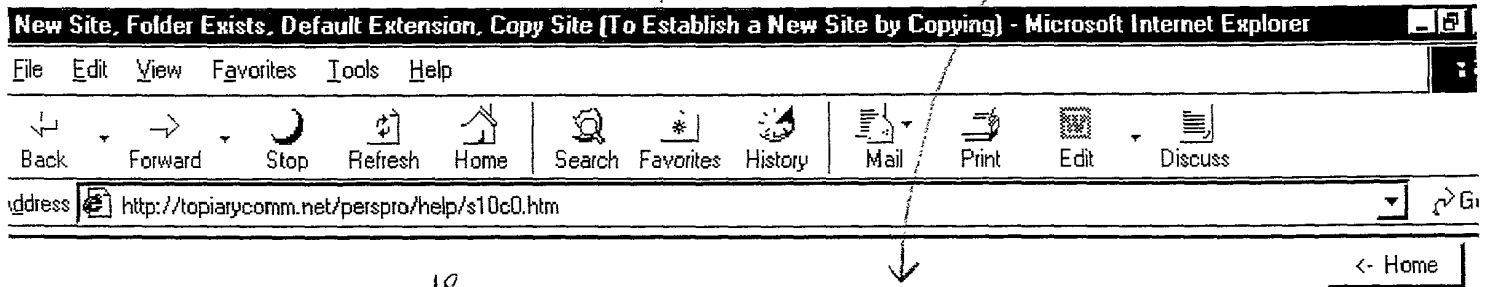 New Site, Folder Exists, Default Extension, Copy Site (To Establish a New Site by Copying) - Microsoft Internet Explorer
File Edit View Favorites Tools Help
Back Forward Stop Refresh Home Search Favorites History Mail Print Edit Discuss
ddress http://topiarycomm.net/perspro/help/s10c0.htm G
<- Home
18